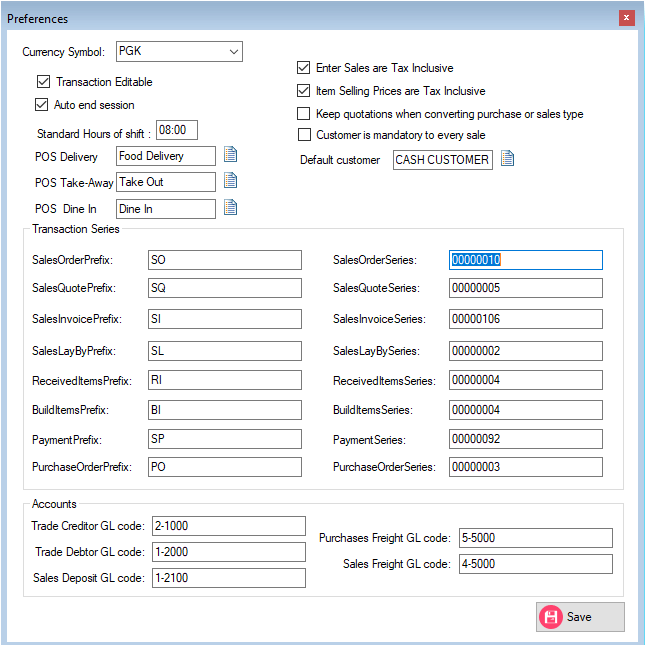 Preferences
Currency Symbol: PGK
Transaction Editable
Auto end session
Standard Hours of shift : 08:00
POS Delivery Food Delivery
POS Take-Away Take Out
POS Dine In Dine In
Enter Sales are Tax Inclusive
Item Selling Prices are Tax Inclusive
Keep quotations when converting purchase or sales type
Customer is mandatory to every sale
Default customer CASH CUSTOMER
Transaction Series
SalesOrderPrefix: SO SalesOrderSeries: 00000010
SalesQuotePrefix: SQ SalesQuoteSeries: 00000005
SalesInvoicePrefix: SI SalesInvoiceSeries: 00000106
SalesLayByPrefix: SL SalesLayBySeries: 00000002
ReceivedItemsPrefix: RI ReceivedItemsSeries: 00000004
BuildItemsPrefix: BI BuildItemsSeries: 00000004
PaymentPrefix: SP PaymentSeries: 00000092
PurchaseOrderPrefix: PO PurchaseOrderSeries: 00000003
Accounts
Trade Creditor GL code: 2-1000
Trade Debtor GL code: 1-2000
Sales Deposit GL code: 1-2100
Purchases Freight GL code: 5-5000
Sales Freight GL code: 4-5000
Save